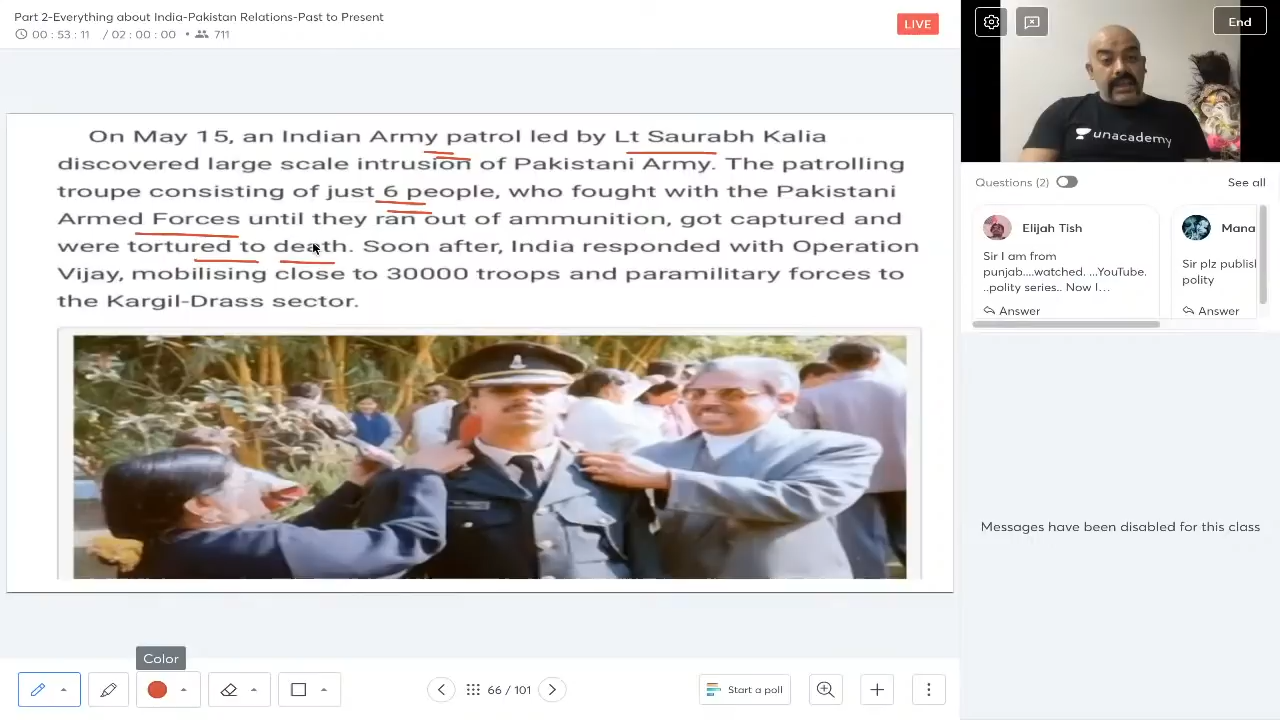 Part 2-Everything about India-Pakistan Relations-Past to Present
00 : 53 : 11 / 02 : 00 : 00 • 711
LIVE
End
On May 15, an Indian Army patrol led by Lt Saurabh Kalia
discovered large scale intrusion of Pakistani Army. The patrolling
troupe consisting of just 6 people, who fought with the Pakistani
Armed Forces until they ran out of ammunition, got captured and
were tortured to death. Soon after, India responded with Operation
Vijay, mobilising close to 30000 troops and paramilitary forces to
the Kargil-Drass sector.
unacademy
Questions (2)
See all
Elijah Tish
Sir I am from
punjab....watched. ...YouTube.
..polity series.. Now I...
Answer
Mana
Sir plz publis
polity
Answer
Messages have been disabled for this class
Color
66 / 101
Start a poll